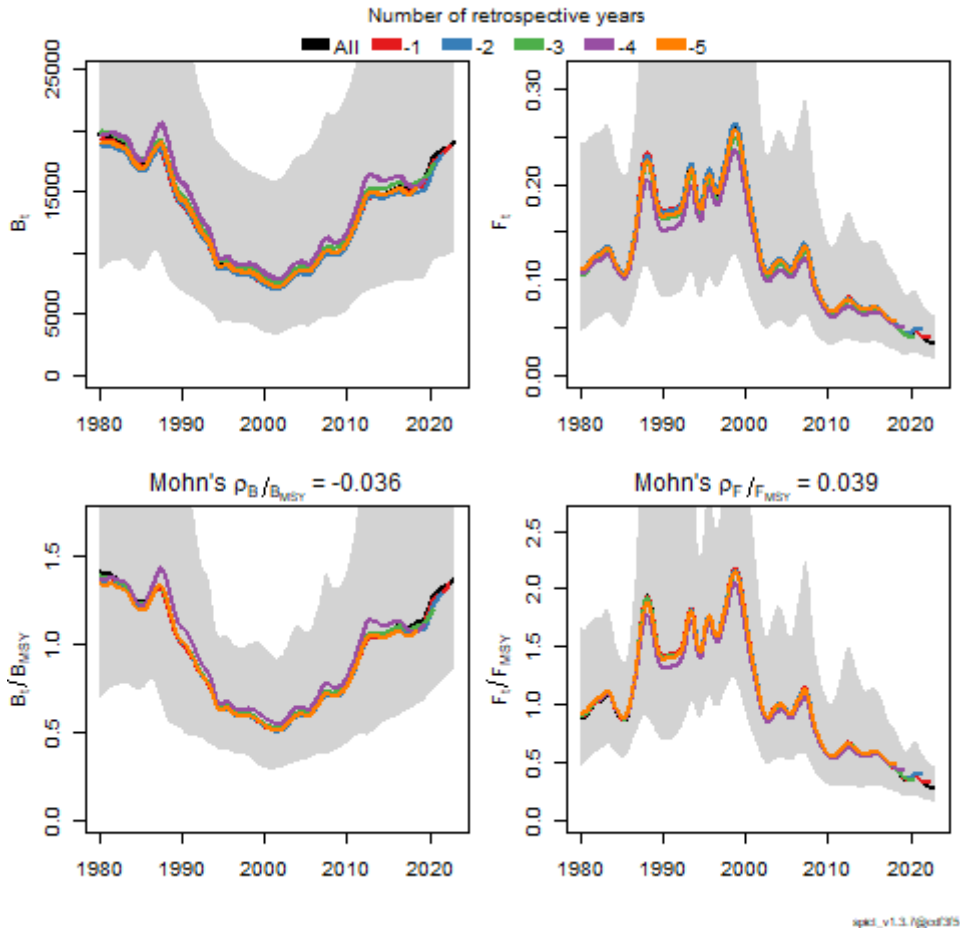 Number of retrospective years
All -1 -2 -3 -4 -5
25000
15000
5000
0
Bt
1980 1990 2000 2010 2020
0.30
0.20
0.10
0.00
Ft
1980 1990 2000 2010 2020
Mohn's ρB/BMSY = -0.036
1.5
1.0
0.5
0.0
Bt/BMSY
1980 1990 2000 2010 2020
Mohn's ρF/FMSY = 0.039
2.5
2.0
1.5
1.0
0.5
0.0
Ft/FMSY
1980 1990 2000 2010 2020